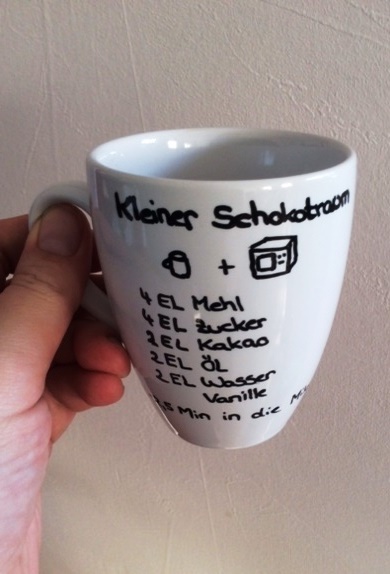 Kleiner Schokotraum
+
4 EL Mehl
4 EL Zucker
2 EL Kakao
2 EL ÖL
2 EL Wasser
Vanille
5 Min in die